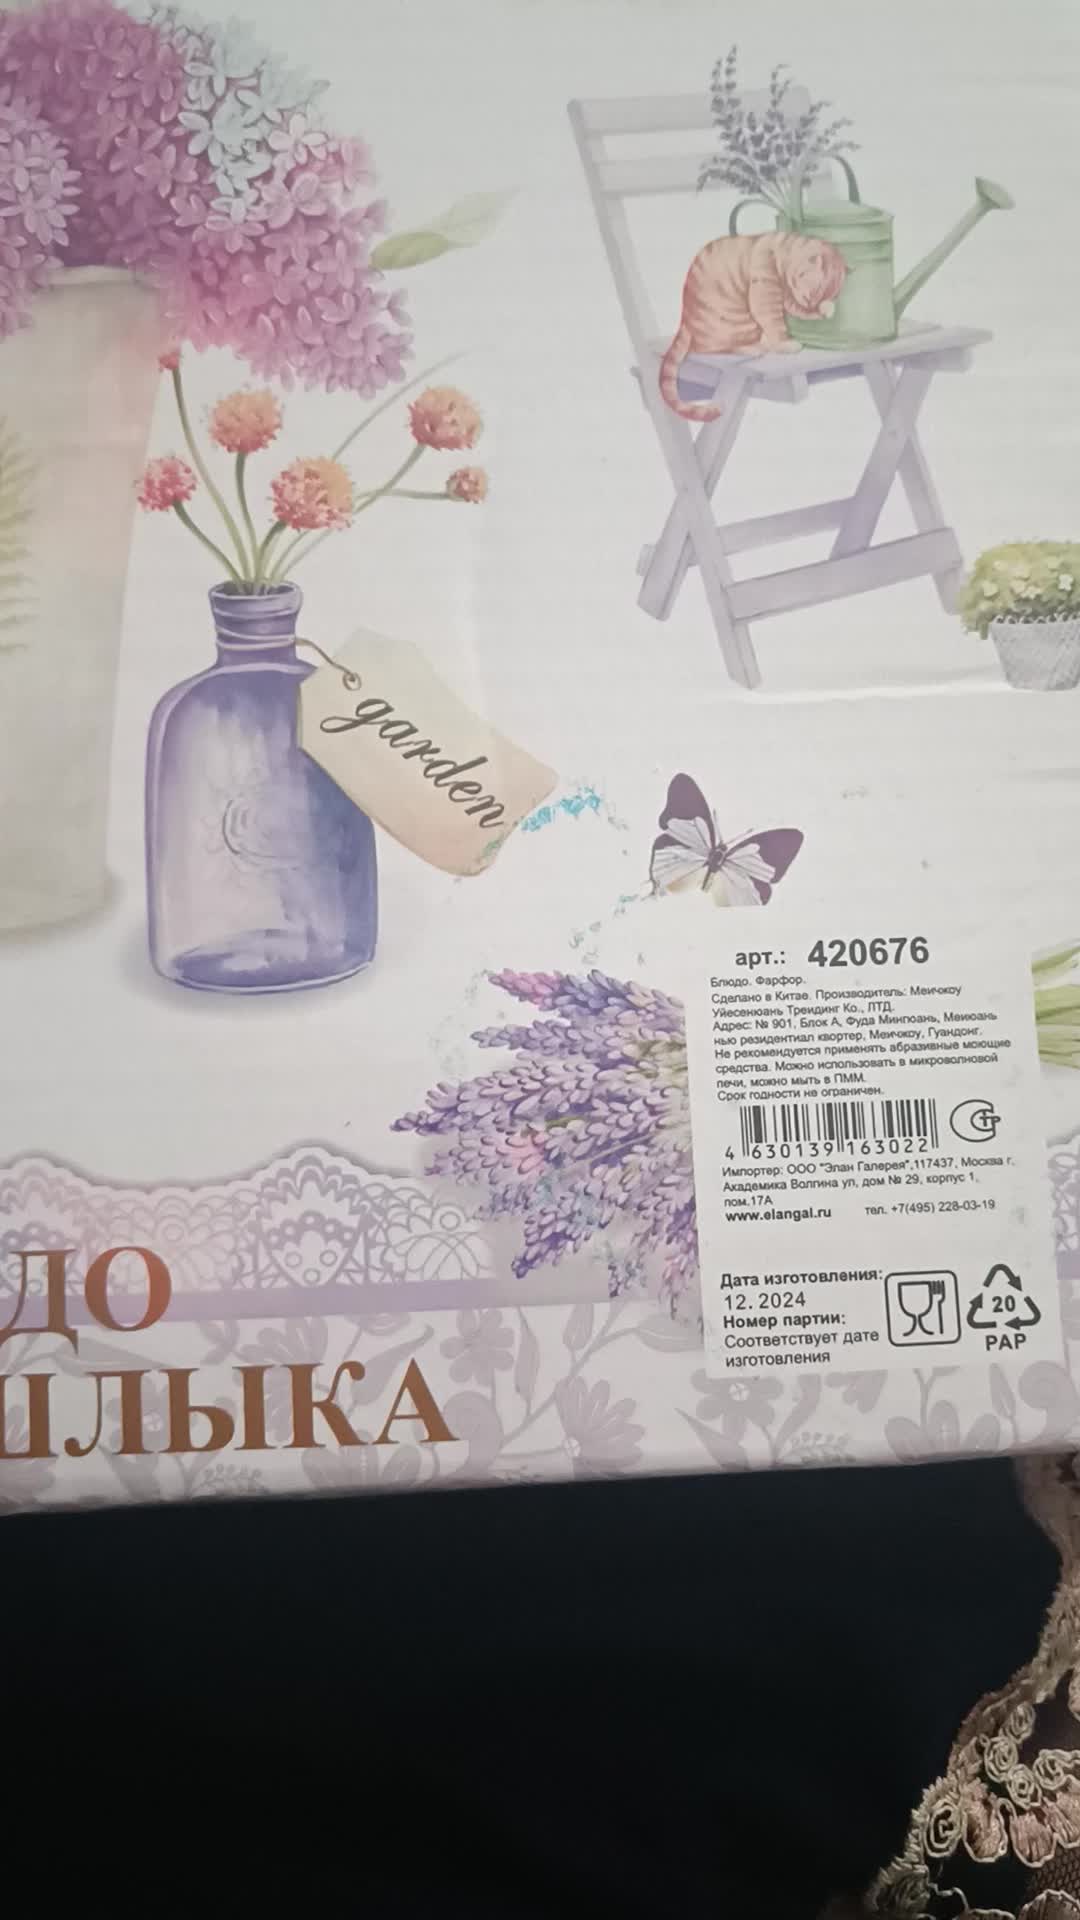 garden
арт.: 420676
Блюдо. Фарфор.
Сделано в Китае. Производитель: Меичжоу
Уйесенюань Трейдинг Ко., ЛТД.
Адрес: № 901, Блок А, Фуда Минпюань, Меиюань
нью резидентиал квортер, Меичжоу, Гуандонг.
Не рекомендуется применять абразивные моющие
средства. Можно использовать в микроволновой
печи, можно мыть в ПММ.
Срок годности не ограничен.
4 630139 163022
Импортер: ООО "Элан Галерея",117437, Москва г,
Академика Волгина ул, дом № 29, корпус 1,
пом.17А
www.elangal.ru тел. +7(495) 228-03-19
Дата изготовления:
12. 2024
Номер партии:
Соответствует дате
изготовления
20
PAP
ДО
ШЛЫКА